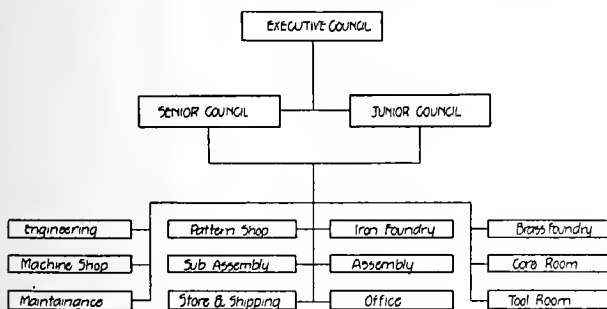 EXECUTIVE COUNCIL
SENIOR COUNCIL
JUNIOR COUNCIL
Engineering
Pattern Shop
Iron Foundry
Brass Foundry
Machine Shop
Sub Assembly
Assembly
Core Room
Maintainance
Store & Shipping
Office
Tool Room